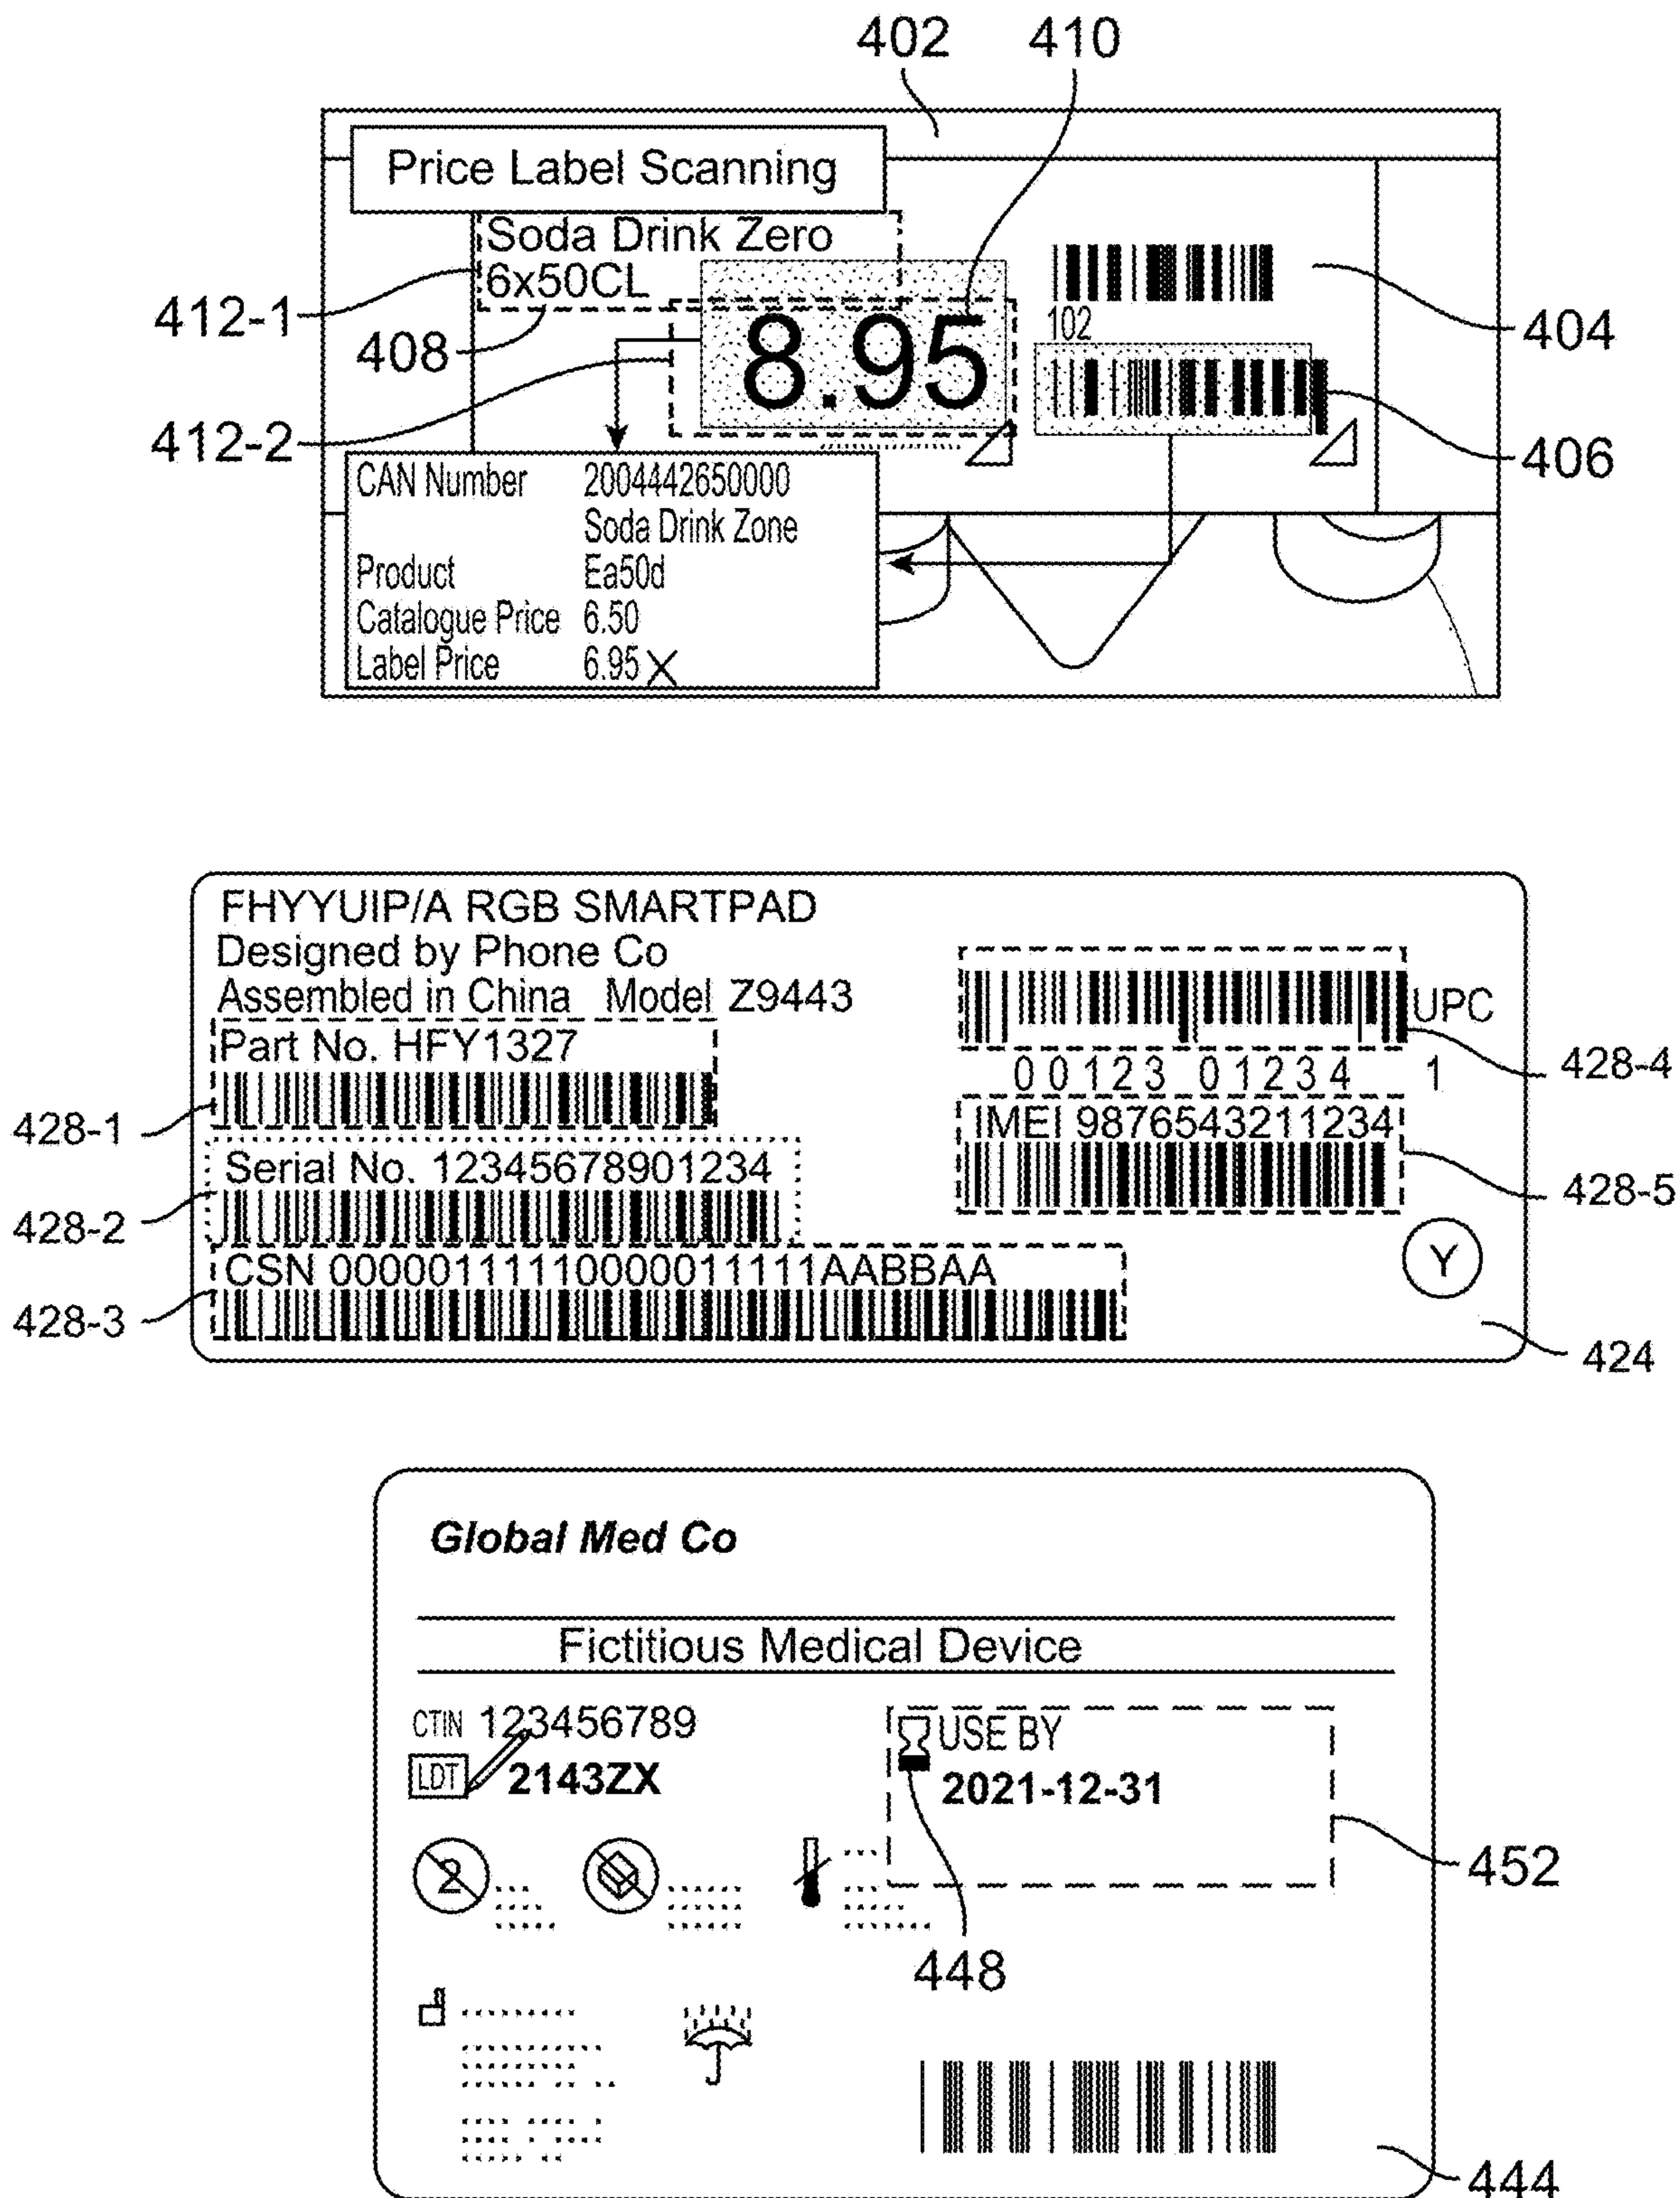 402 410
Price Label Scanning
Soda Drink Zero
6x50CL
412-1
408
8.95
102
404
412-2
406
CAN Number 2004442650000
Soda Drink Zone
Product Ea50d
Catalogue Price 6.50
Label Price 6.95 X
FHYYUIP/A RGB SMARTPAD
Designed by Phone Co
Assembled in China Model Z9443
UPC
Part No. HFY1327
00123 01234 1
428-4
428-1
IMEI 9876543211234
Serial No. 12345678901234
428-5
428-2
CSN 00000111110000011111AABBAA
Y
428-3
424
Global Med Co
Fictitious Medical Device
CTIN 123456789
USE BY
LDT 2143ZX
2021-12-31
2
452
448
444